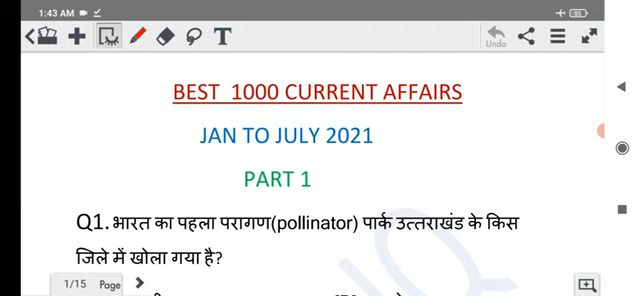 1:43 AM
55
Undo
BEST 1000 CURRENT AFFAIRS
JAN TO JULY 2021
PART 1
Q1.भारत का पहला परागण(pollinator) पार्क उत्तराखंड के किस
जिले में खोला गया है?
1/15 Page